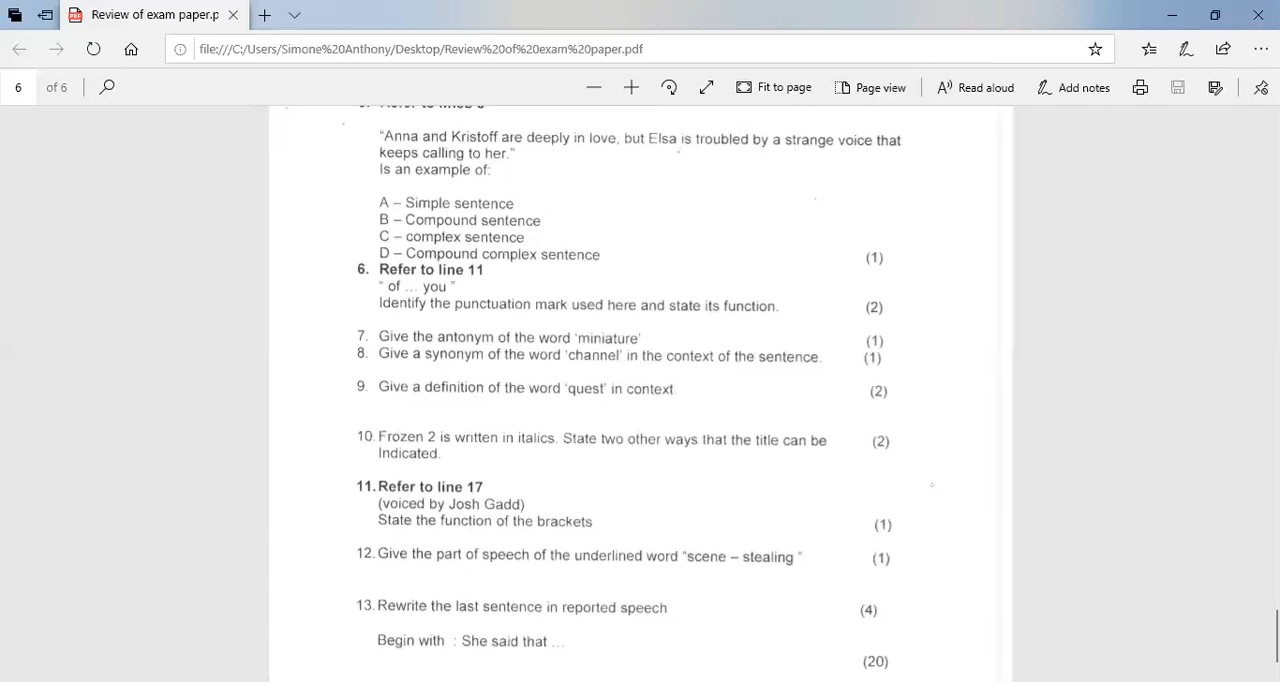 Review of exam paper.p
file:///C:/Users/Simone%20Anthony/Desktop/Review%20of%20exam%20paper.pdf
6 of 6
Fit to page
Page view
Read aloud
Add notes
"Anna and Kristoff are deeply in love, but Elsa is troubled by a strange voice that
keeps calling to her."
Is an example of:
A – Simple sentence
B – Compound sentence
C – complex sentence
D – Compound complex sentence (1)
6. Refer to line 11
" of ... you "
Identify the punctuation mark used here and state its function. (2)
7. Give the antonym of the word 'miniature' (1)
8. Give a synonym of the word 'channel' in the context of the sentence. (1)
9. Give a definition of the word 'quest' in context. (2)
10. Frozen 2 is written in italics. State two other ways that the title can be (2)
Indicated.
11. Refer to line 17
(voiced by Josh Gadd)
State the function of the brackets (1)
12. Give the part of speech of the underlined word "scene – stealing " (1)
13. Rewrite the last sentence in reported speech (4)
Begin with : She said that ...
(20)